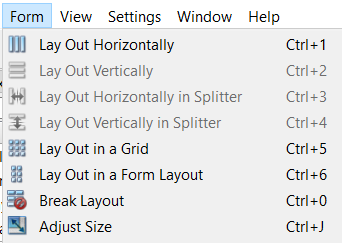 Form View Settings Window Help
Lay Out Horizontally Ctrl+1
Lay Out Vertically Ctrl+2
Lay Out Horizontally in Splitter Ctrl+3
Lay Out Vertically in Splitter Ctrl+4
Lay Out in a Grid Ctrl+5
Lay Out in a Form Layout Ctrl+6
Break Layout Ctrl+0
Adjust Size Ctrl+J